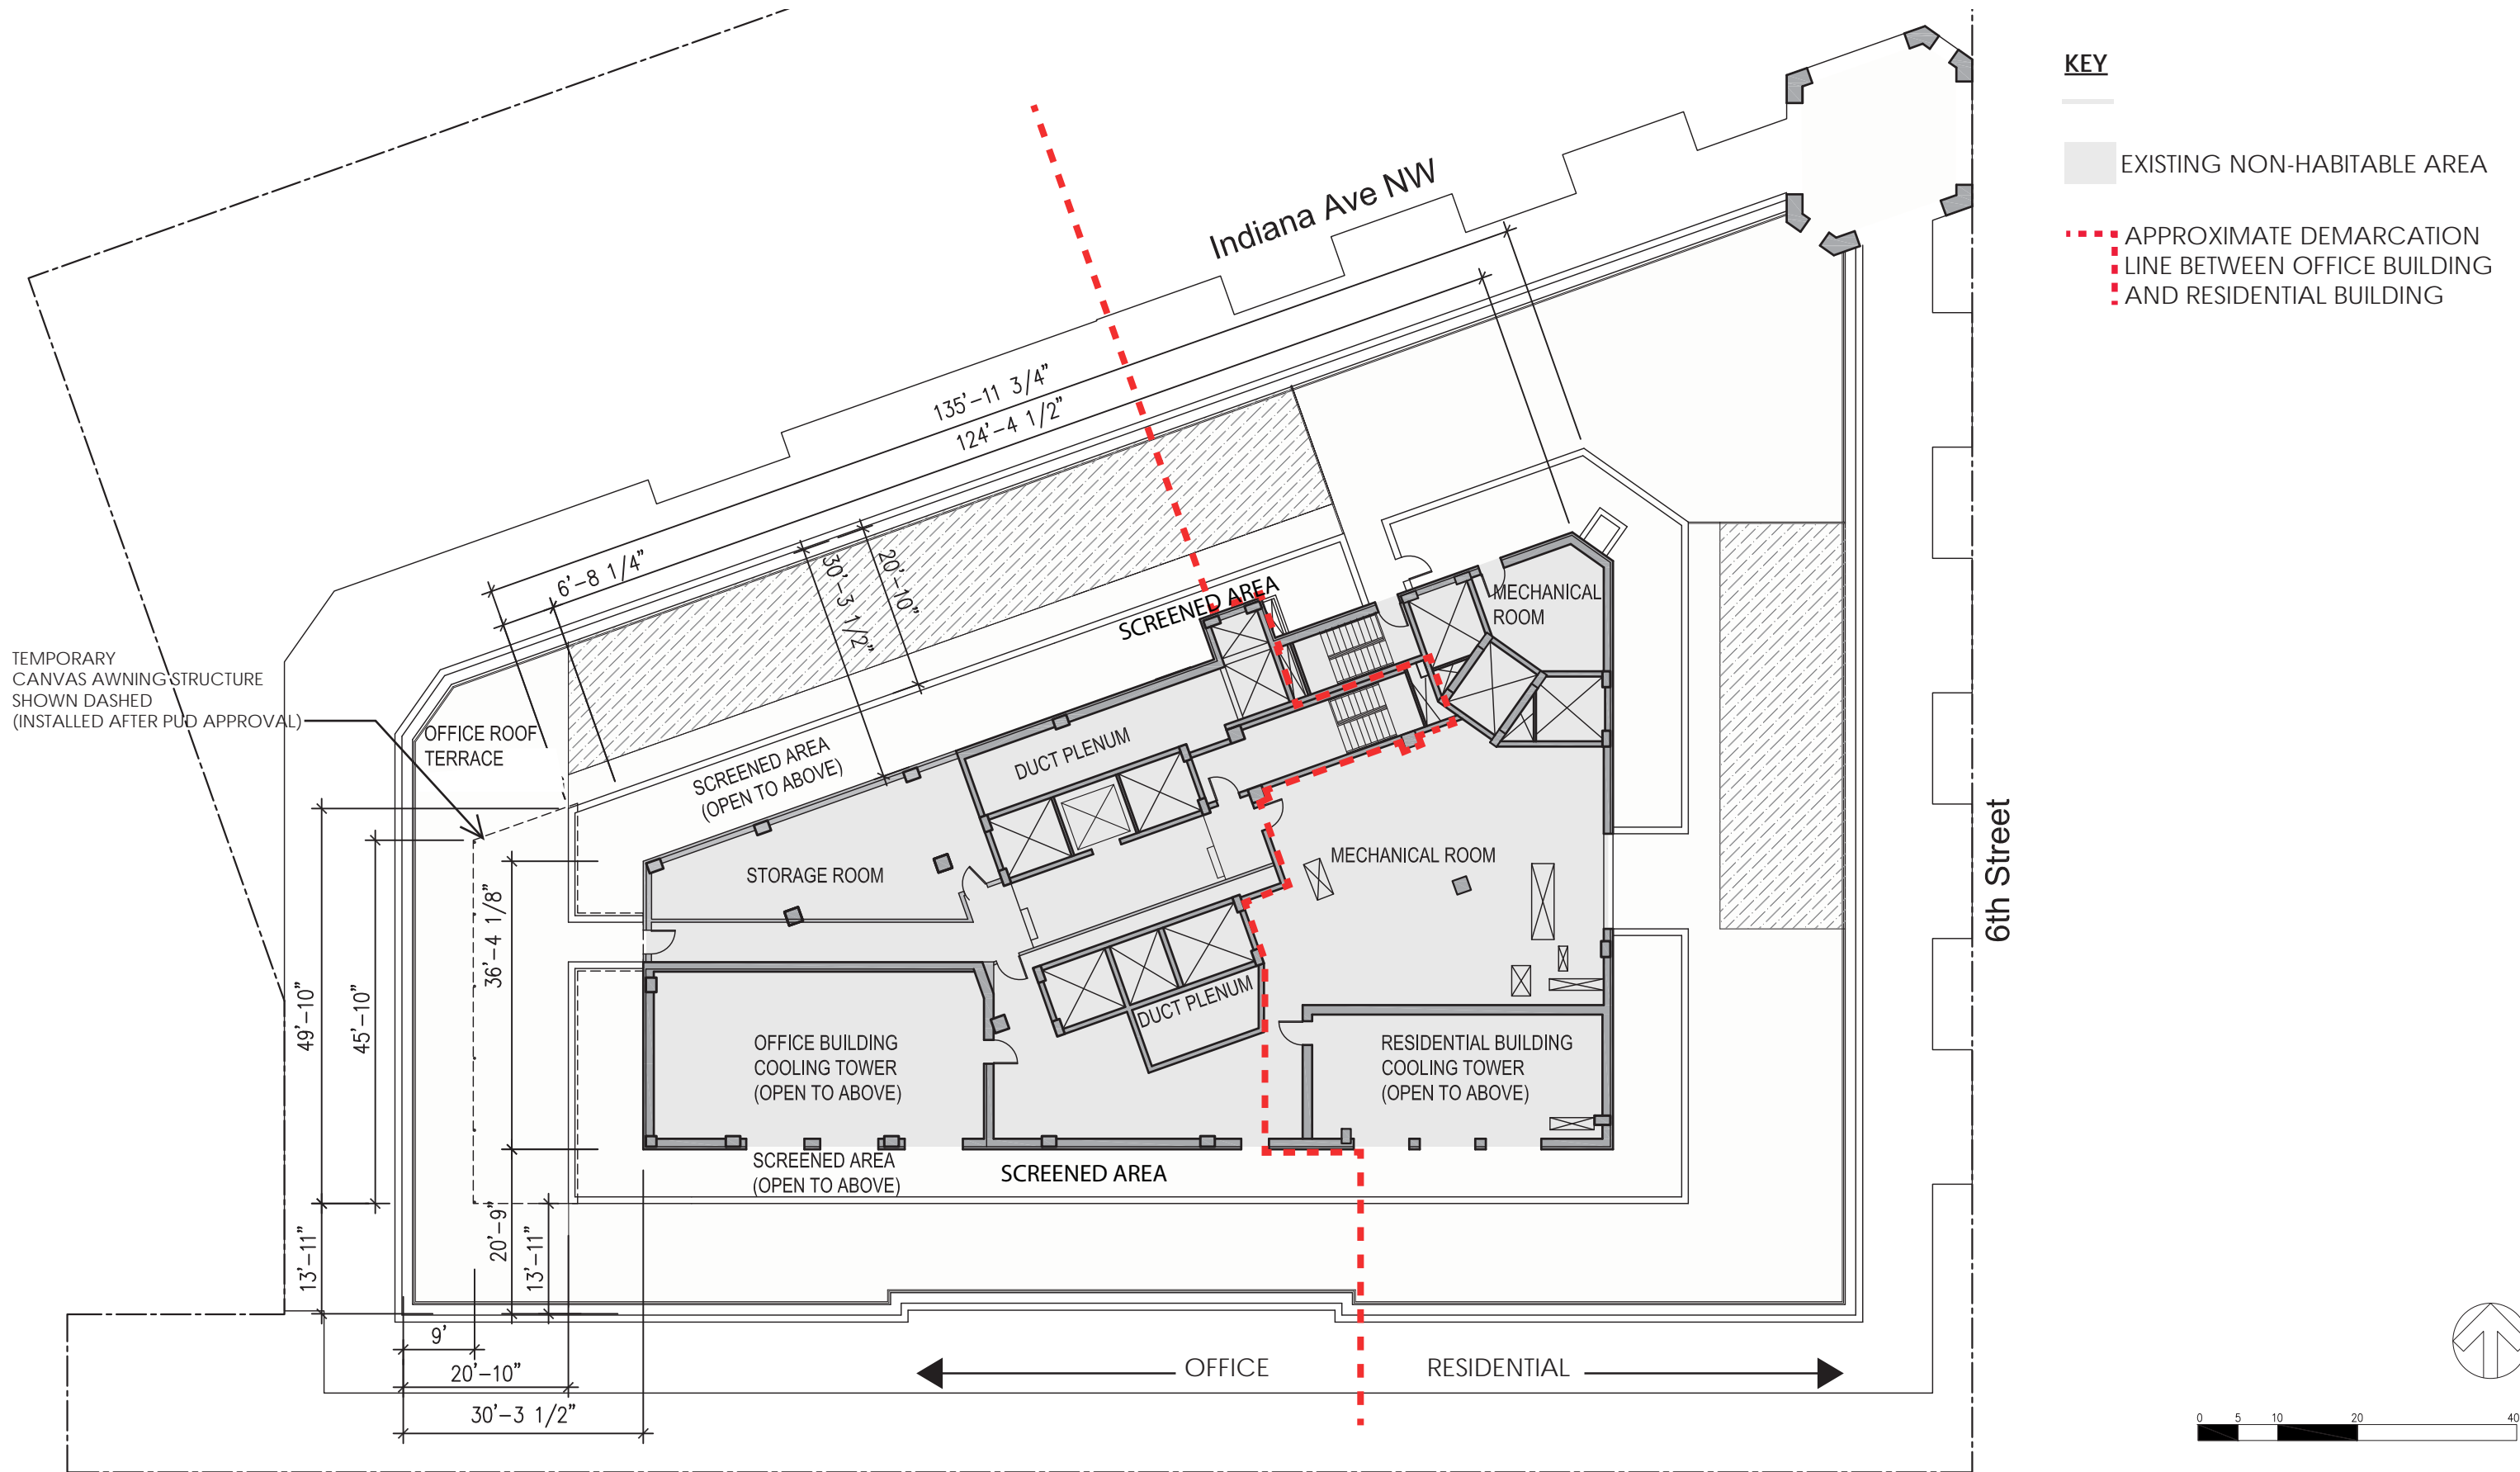 KEY
EXISTING NON-HABITABLE AREA
APPROXIMATE DEMARCATION
LINE BETWEEN OFFICE BUILDING
AND RESIDENTIAL BUILDING
Indiana Ave NW
135'-11 3/4"
124'-4 1/2"
6'-8 1/4"
30'-3 1/2"
20'-10"
SCREENED AREA
MECHANICAL
ROOM
TEMPORARY
CANVAS AWNING STRUCTURE
SHOWN DASHED
(INSTALLED AFTER PUD APPROVAL)
OFFICE ROOF
TERRACE
SCREENED AREA
(OPEN TO ABOVE)
DUCT PLENUM
STORAGE ROOM
MECHANICAL ROOM
6th Street
49'-10"
45'-10"
36'-4 1/8"
DUCT PLENUM
OFFICE BUILDING
COOLING TOWER
(OPEN TO ABOVE)
RESIDENTIAL BUILDING
COOLING TOWER
(OPEN TO ABOVE)
SCREENED AREA
(OPEN TO ABOVE)
SCREENED AREA
13'-11"
20'-9"
13'-11"
9'
20'-10"
30'-3 1/2"
OFFICE
RESIDENTIAL
0 5 10 20 40